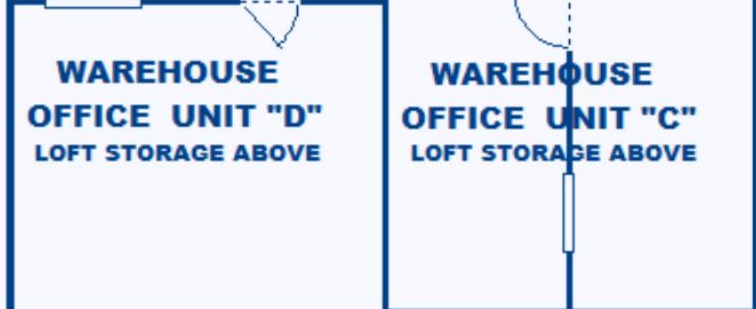 WAREHOUSE
OFFICE UNIT "D"
LOFT STORAGE ABOVE
WAREHOUSE
OFFICE UNIT "C"
LOFT STORAGE ABOVE